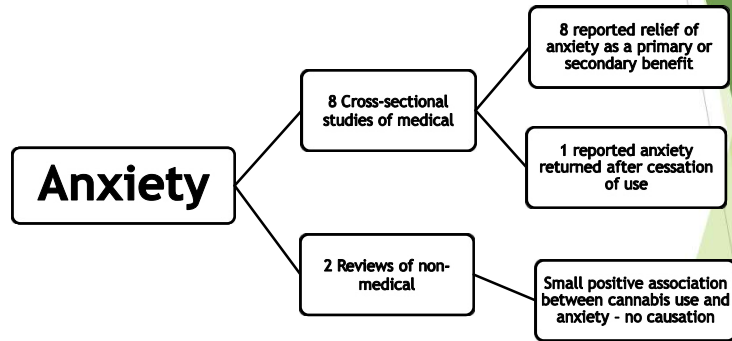 Anxiety
8 Cross-sectional
studies of medical
8 reported relief of
anxiety as a primary or
secondary benefit
1 reported anxiety
returned after cessation
of use
2 Reviews of non-
medical
Small positive association
between cannabis use and
anxiety - no causation